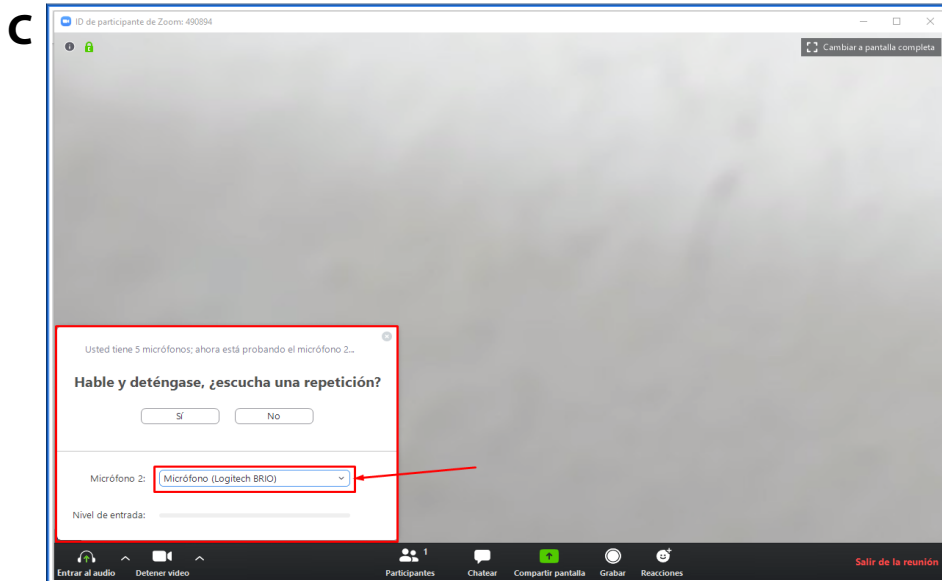 C
ID de participante de Zoom: 490894
Cambiar a pantalla completa
Usted tiene 5 micrófonos; ahora está probando el micrófono 2...
Hable y deténgase, ¿escucha una repetición?
Sí No
Micrófono 2: Micrófono (Logitech BRIO)
Nivel de entrada:
1
Entrar al audio Detener video Participantes Chatear Compartir pantalla Grabar Reacciones Salir de la reunión